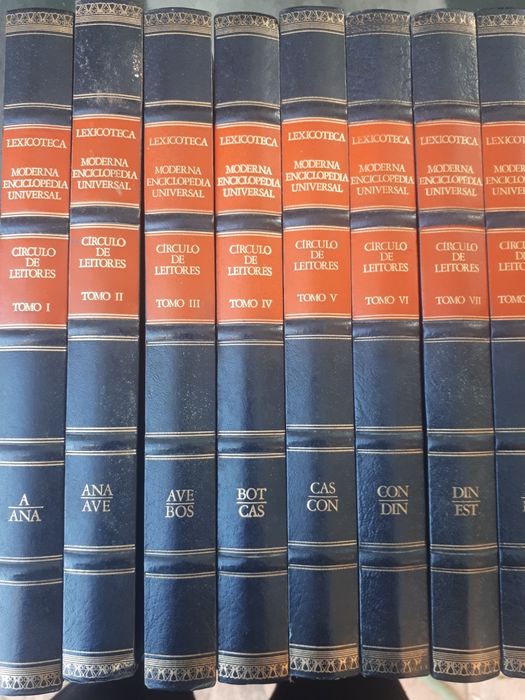 LEXICOTECA
MODERNA
ENCICLOPÉDIA
UNIVERSAL
CÍRCULO
DE
LEITORES
TOMO I
A
ANA
LEXICOTECA
MODERNA
ENCICLOPÉDIA
UNIVERSAL
CÍRCULO
DE
LEITORES
TOMO II
ANA
AVE
LEXICOTECA
MODERNA
ENCICLOPÉDIA
UNIVERSAL
CÍRCULO
DE
LEITORES
TOMO III
AVE
BOS
LEXICOTECA
MODERNA
ENCICLOPÉDIA
UNIVERSAL
CÍRCULO
DE
LEITORES
TOMO IV
BOT
CAS
LEXICOTECA
MODERNA
ENCICLOPÉDIA
UNIVERSAL
CÍRCULO
DE
LEITORES
TOMO V
CAS
CON
LEXICOTECA
MODERNA
ENCICLOPÉDIA
UNIVERSAL
CÍRCULO
DE
LEITORES
TOMO VI
CON
DIN
LEXICOTECA
MODERNA
ENCICLOPÉDIA
UNIVERSAL
CÍRCULO
DE
LEITORES
TOMO VII
DIN
EST